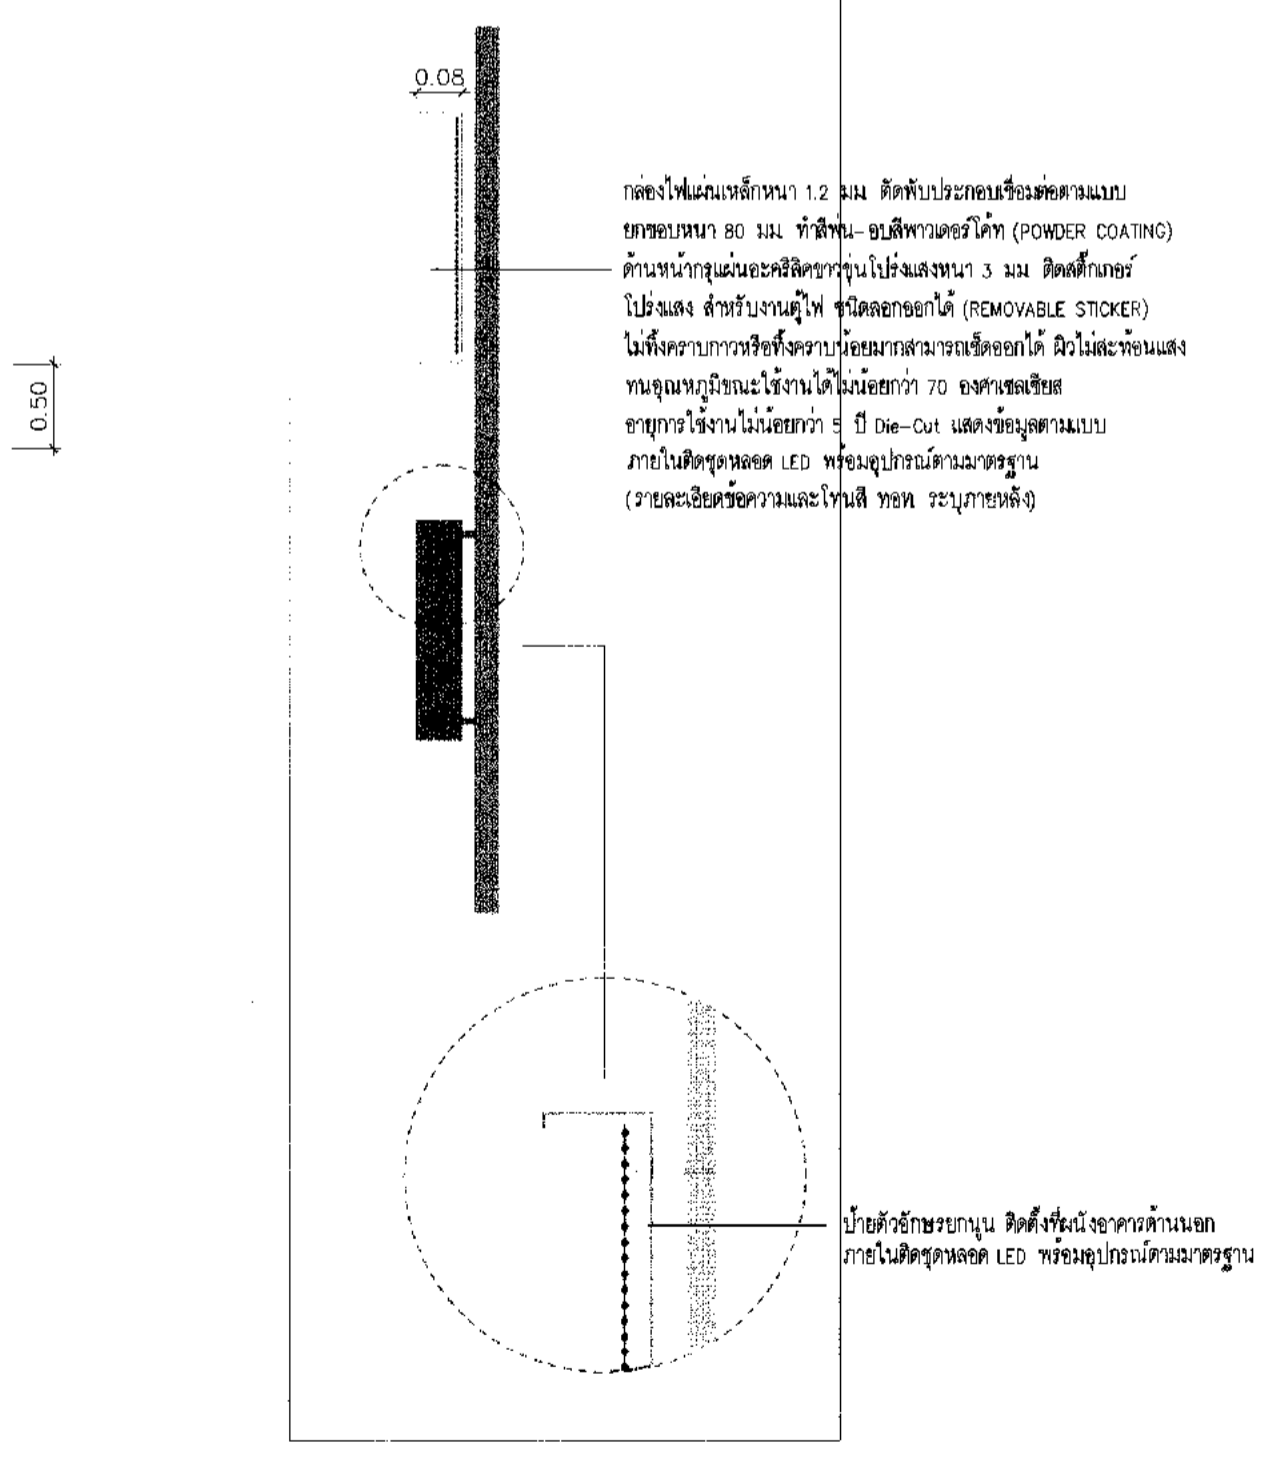 0.08
กล่องไฟแผ่นเหล็กหนา 1.2 มม ตัดพับประกอบเชื่อมต่อตามแบบ
ยกขอบหนา 80 มม ทำสีพ่น-อบสีพาวเดอร์โค้ท (POWDER COATING)
ด้านหน้ากรุแผ่นอะคริลิคขาวขุ่นโปร่งแสงหนา 3 มม ติดสติ๊กเกอร์
โปร่งแสง สำหรับงานตู้ไฟ ชนิดลอกออกได้ (REMOVABLE STICKER)
ไม่ทิ้งคราบกาวหรือทิ้งคราบน้อยมากสามารถเช็ดออกได้ ผิวไม่สะท้อนแสง
ทนอุณหภูมิขณะใช้งานได้ไม่น้อยกว่า 70 องศาเซลเซียส
อายุการใช้งานไม่น้อยกว่า 5 ปี Die-Cut แสดงข้อมูลตามแบบ
ภายในติดชุดหลอด LED พร้อมอุปกรณ์ตามมาตรฐาน
(รายละเอียดข้อความและโทนสี ทอท ระบุภายหลัง)
0.50
ป้ายตัวอักษรยกนูน ติดตั้งที่ผนังอาคารด้านนอก
ภายในติดชุดหลอด LED พร้อมอุปกรณ์ตามมาตรฐาน